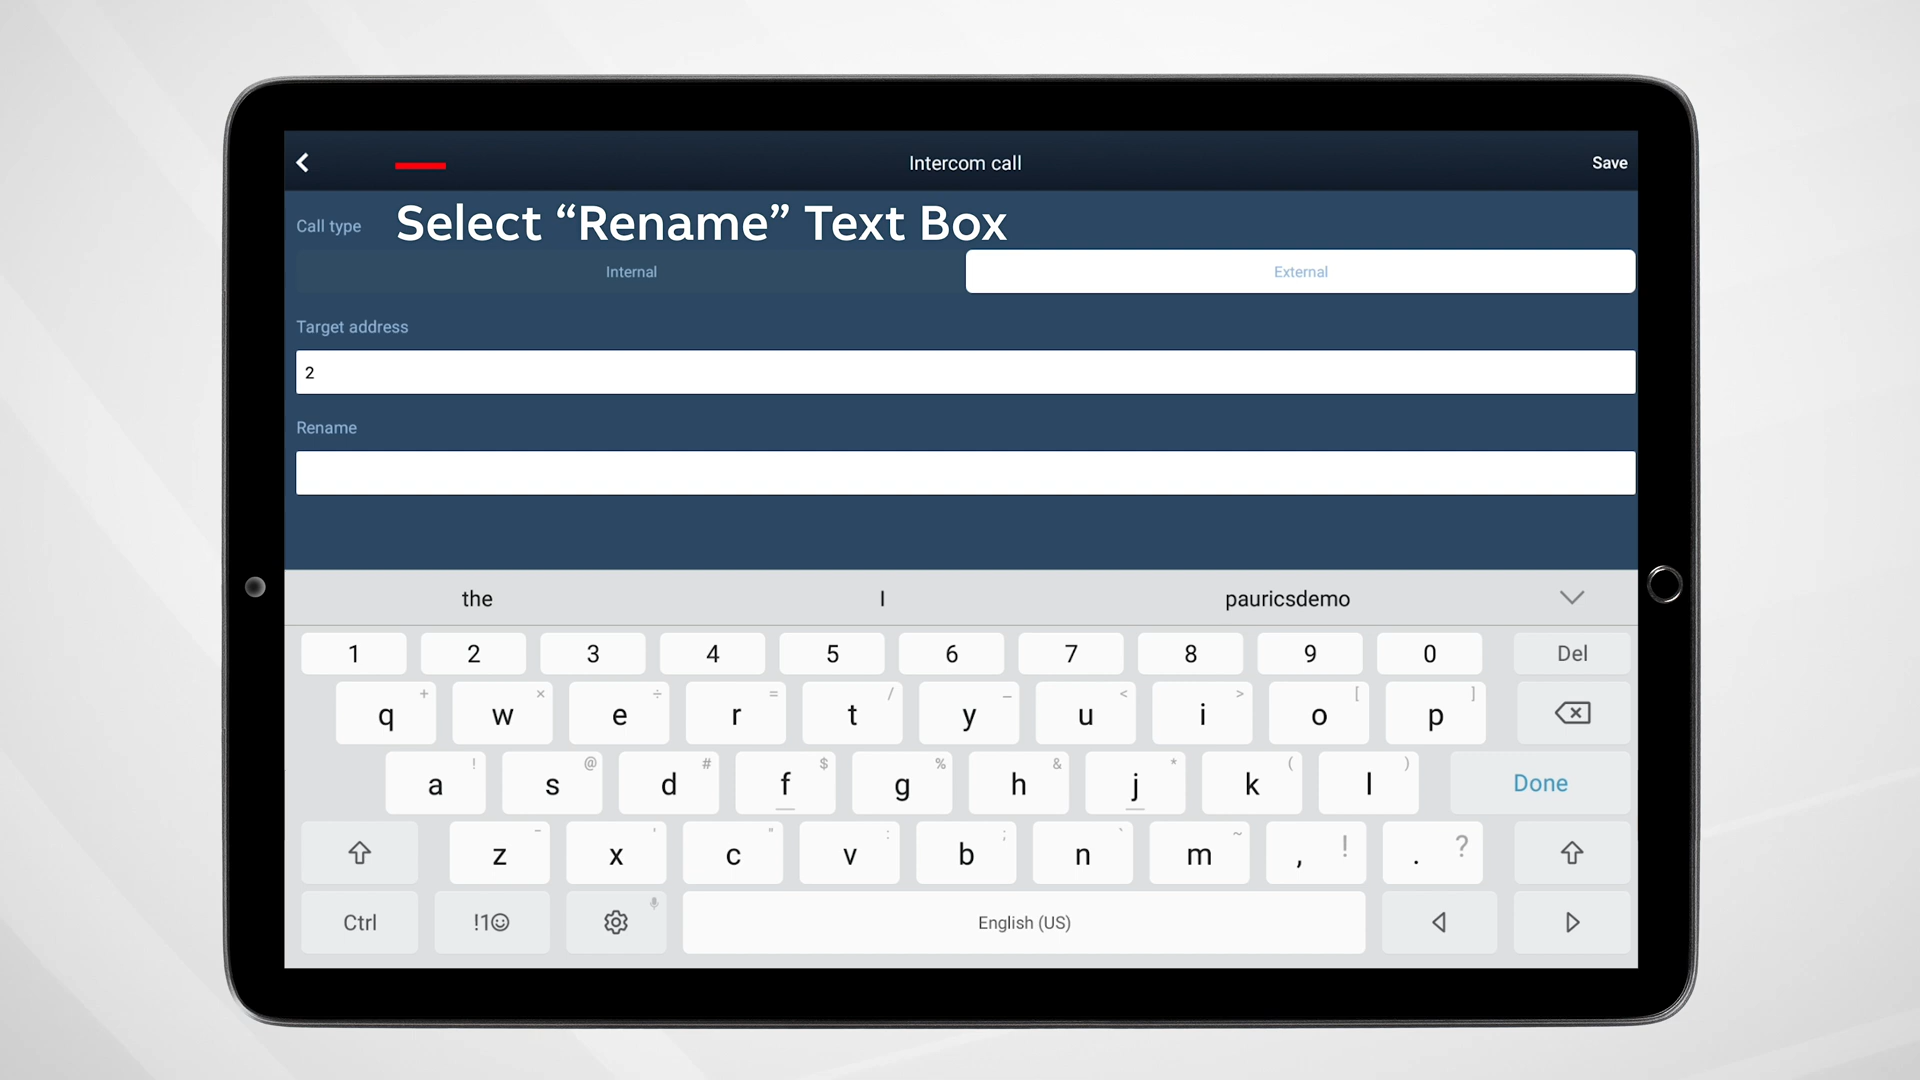 Intercom call
Save
Call type
Select “Rename” Text Box
Internal
External
Target address
2
Rename
the
I
pauricsdemo
1 2 3 4 5 6 7 8 9 0 Del
+ × ÷ = / _ < > [ ]
q w e r t y u i o p
! @ # $ % & * ( )
a s d f g h j k l Done
- ' " : ; ` ~ ! ?
z x c v b n m , .
Ctrl !1☺ English (US)